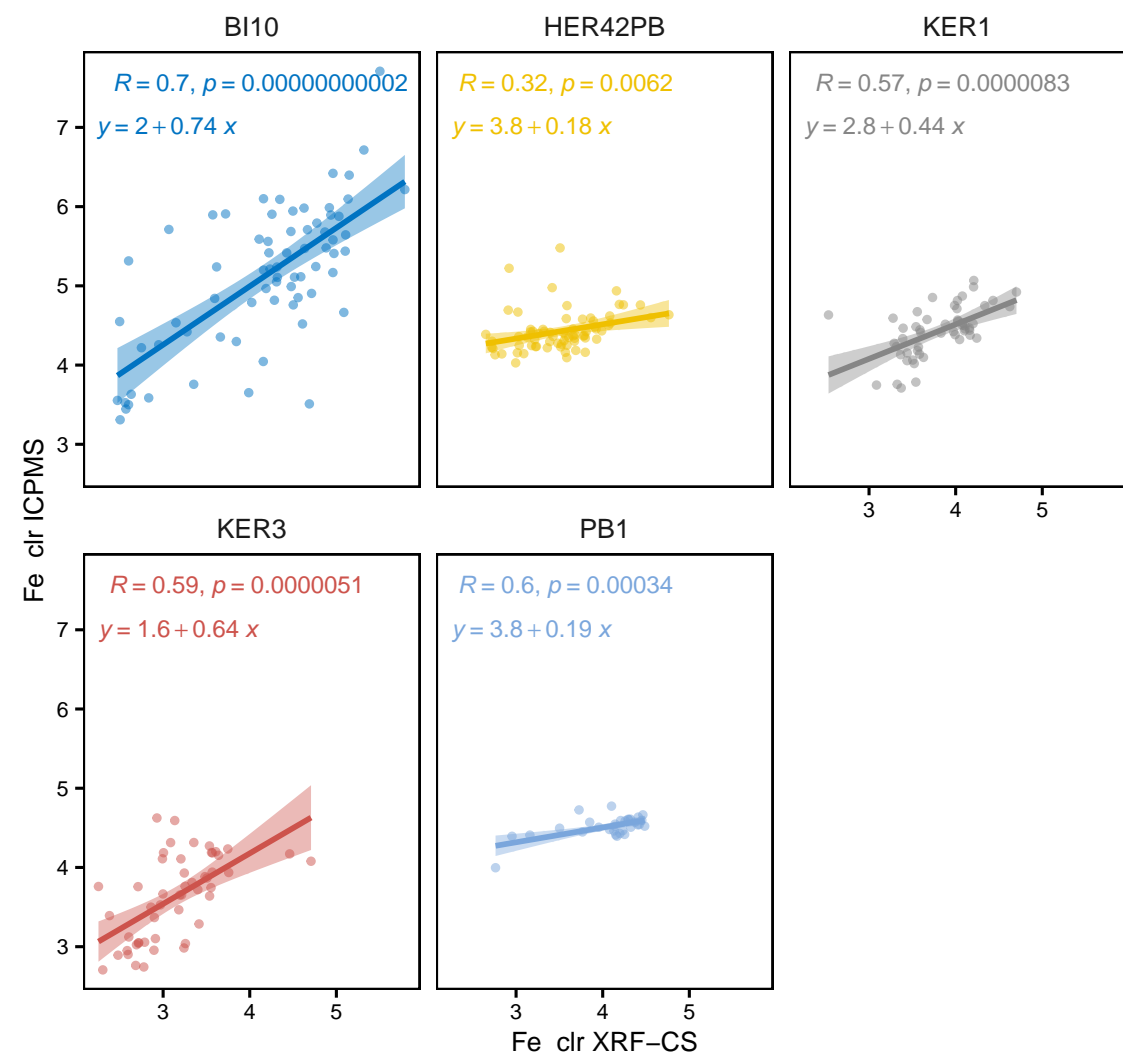 BI10
HER42PB
KER1
R = 0.7, p = 0.00000000002
y = 2 + 0.74 x
R = 0.32, p = 0.0062
y = 3.8 + 0.18 x
R = 0.57, p = 0.0000083
y = 2.8 + 0.44 x
7
6
5
4
3
3 4 5
Fe clr ICPMS
KER3
PB1
R = 0.59, p = 0.0000051
y = 1.6 + 0.64 x
R = 0.6, p = 0.00034
y = 3.8 + 0.19 x
7
6
5
4
3
3 4 5
3 4 5
Fe clr XRF−CS